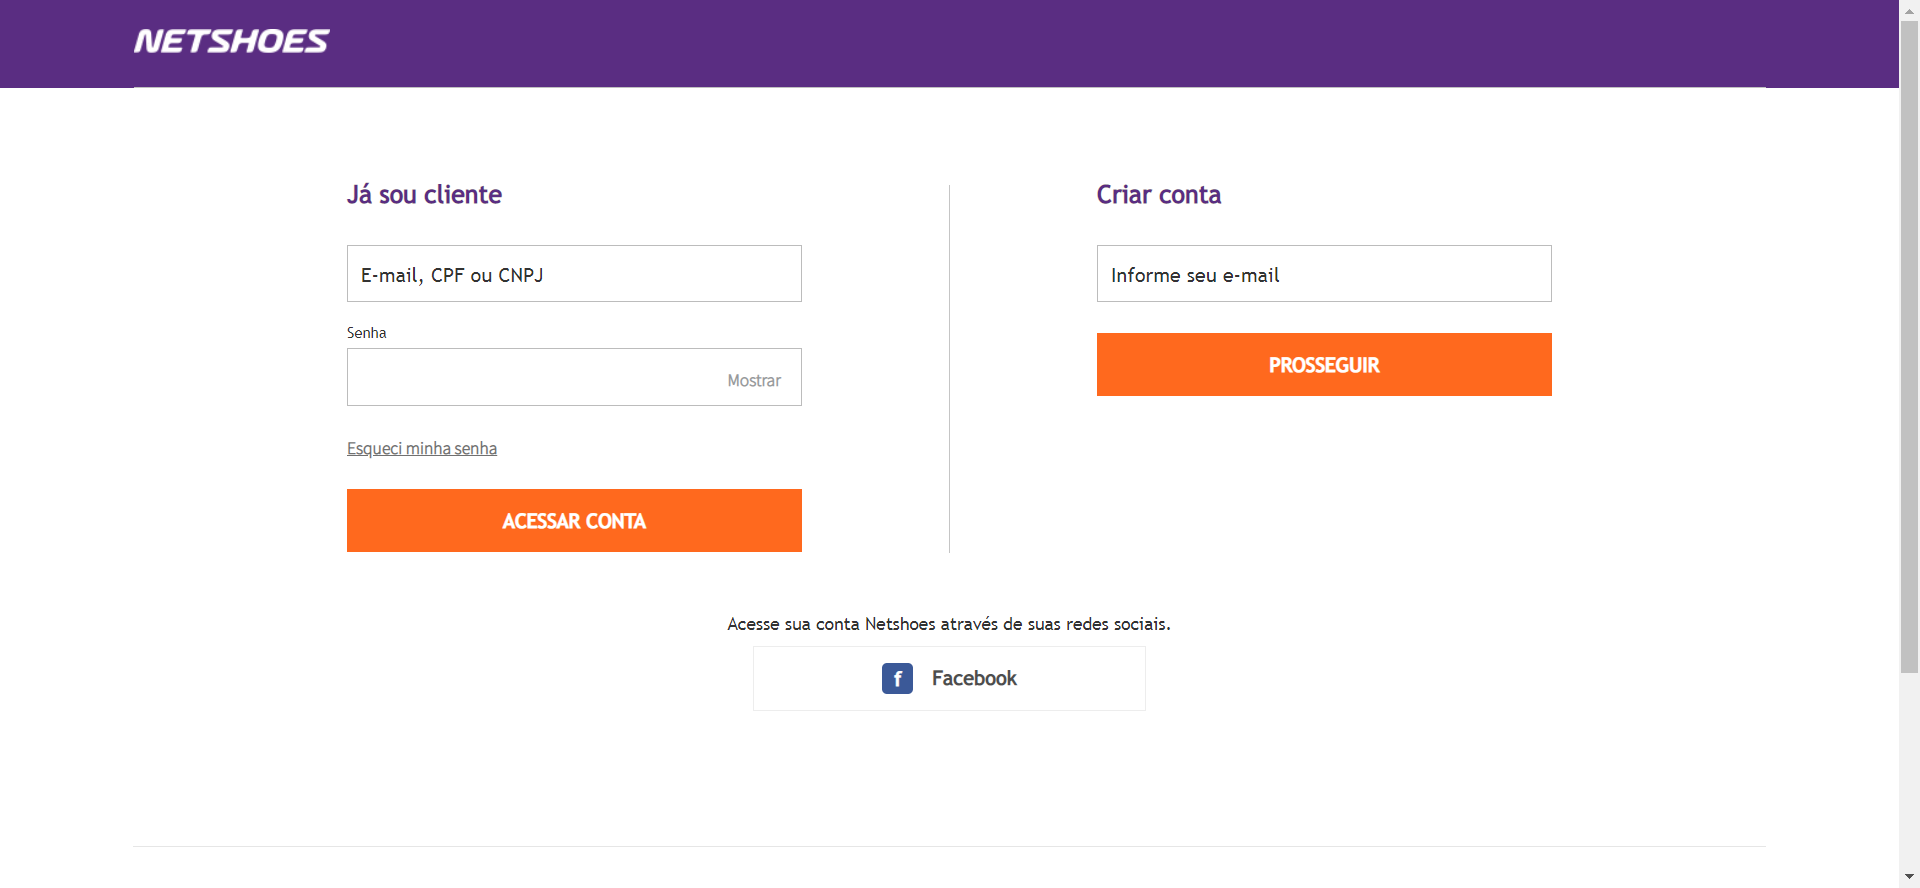 NETSHOES
Já sou cliente
E-mail, CPF ou CNPJ
Senha
Mostrar
Esqueci minha senha
ACESSAR CONTA
Criar conta
Informe seu e-mail
PROSSEGUIR
Acesse sua conta Netshoes através de suas redes sociais.
f Facebook